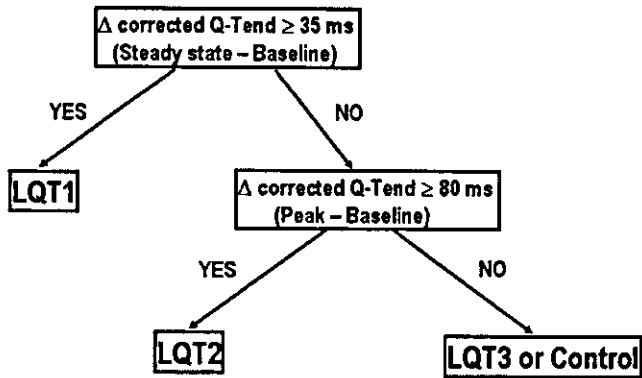 Δ corrected Q-Tend ≥ 35 ms
(Steady state – Baseline)
YES
NO
LQT1
Δ corrected Q-Tend ≥ 80 ms
(Peak – Baseline)
YES
NO
LQT2
LQT3 or Control